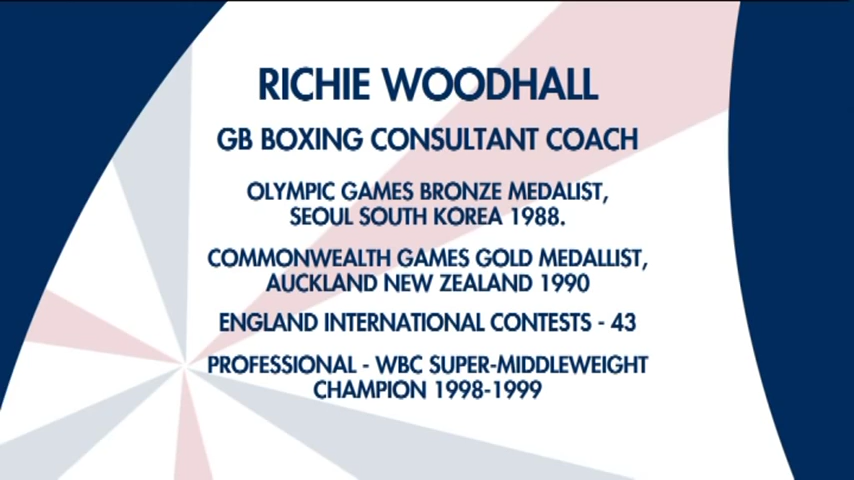 RICHIE WOODHALL
GB BOXING CONSULTANT COACH
OLYMPIC GAMES BRONZE MEDALIST,
SEOUL SOUTH KOREA 1988.
COMMONWEALTH GAMES GOLD MEDALLIST,
AUCKLAND NEW ZEALAND 1990
ENGLAND INTERNATIONAL CONTESTS - 43
PROFESSIONAL - WBC SUPER-MIDDLEWEIGHT
CHAMPION 1998-1999